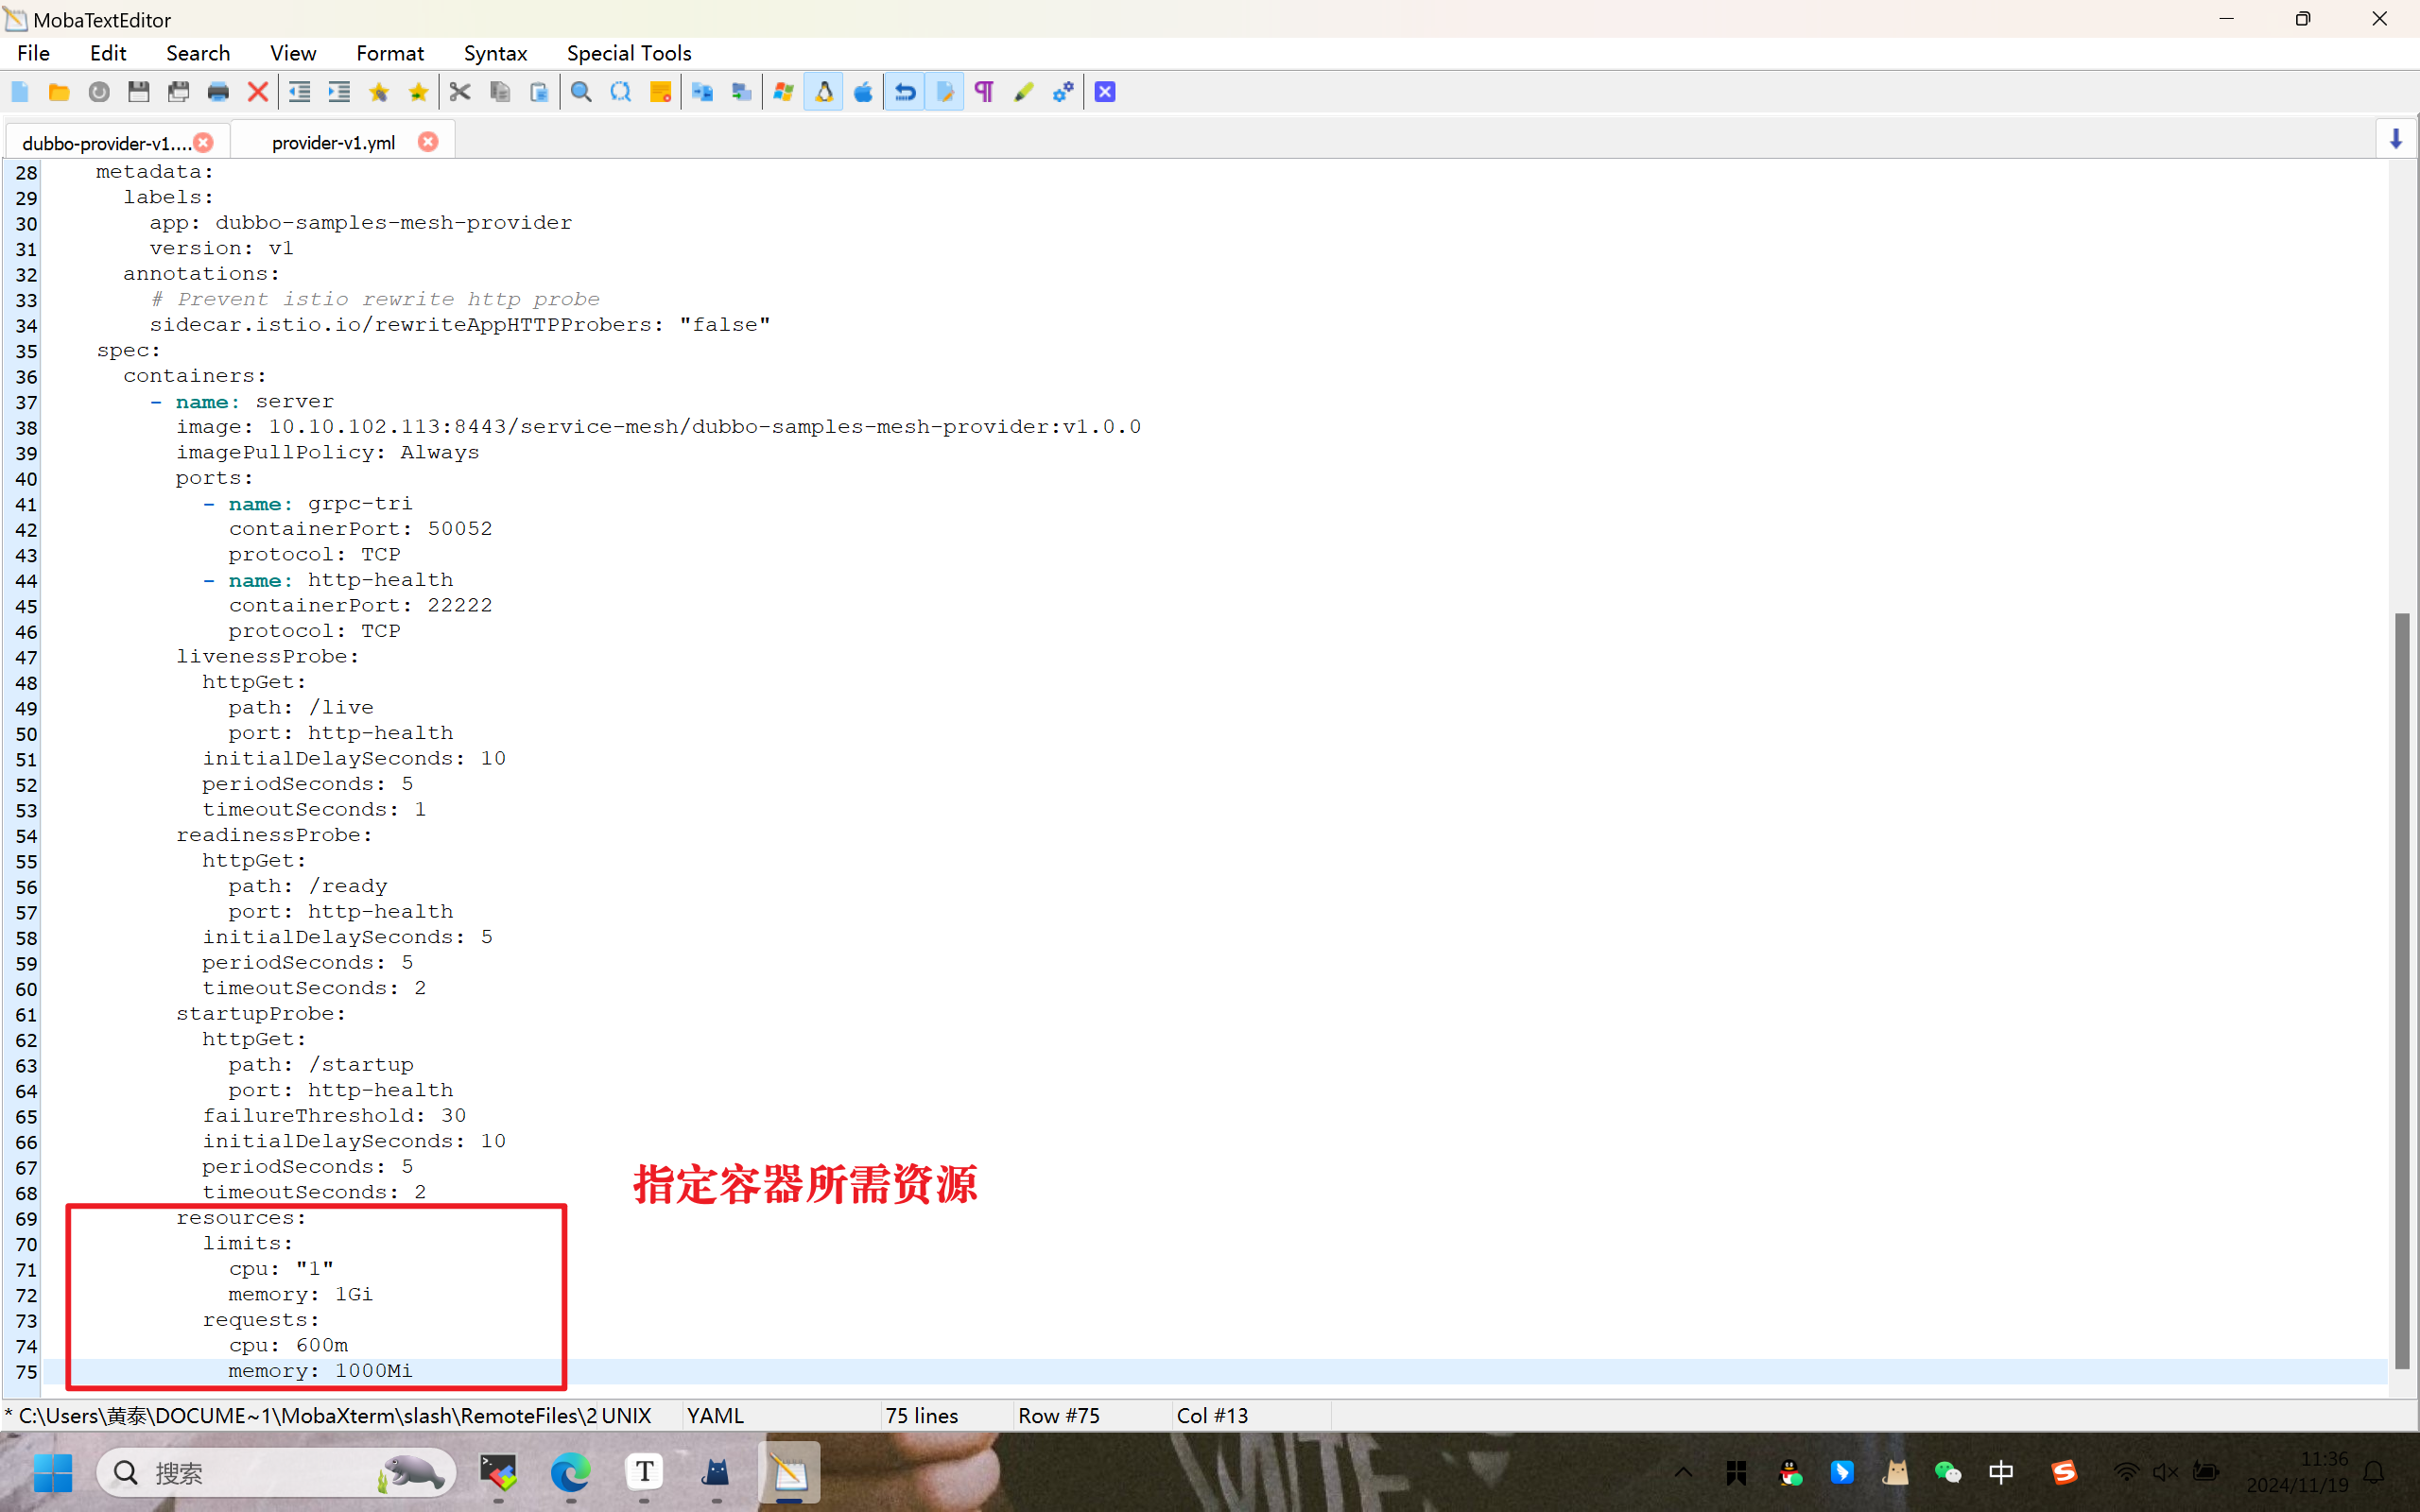 MobaTextEditor
File Edit Search View Format Syntax Special Tools
dubbo-provider-v1.... provider-v1.yml
28 metadata:
29 labels:
30 app: dubbo-samples-mesh-provider
31 version: v1
32 annotations:
33 # Prevent istio rewrite http probe
34 sidecar.istio.io/rewriteAppHTTPProbers: "false"
35 spec:
36 containers:
37 - name: server
38 image: 10.10.102.113:8443/service-mesh/dubbo-samples-mesh-provider:v1.0.0
39 imagePullPolicy: Always
40 ports:
41 - name: grpc-tri
42 containerPort: 50052
43 protocol: TCP
44 - name: http-health
45 containerPort: 22222
46 protocol: TCP
47 livenessProbe:
48 httpGet:
49 path: /live
50 port: http-health
51 initialDelaySeconds: 10
52 periodSeconds: 5
53 timeoutSeconds: 1
54 readinessProbe:
55 httpGet:
56 path: /ready
57 port: http-health
58 initialDelaySeconds: 5
59 periodSeconds: 5
60 timeoutSeconds: 2
61 startupProbe:
62 httpGet:
63 path: /startup
64 port: http-health
65 failureThreshold: 30
66 initialDelaySeconds: 10
67 periodSeconds: 5
68 timeoutSeconds: 2
指定容器所需资源
69 resources:
70 limits:
71 cpu: "1"
72 memory: 1Gi
73 requests:
74 cpu: 600m
75 memory: 1000Mi
* C:\Users\黄泰\DOCUME~1\MobaXterm\slash\RemoteFiles\2 UNIX YAML 75 lines Row #75 Col #13
搜索
T
中
S
11:36
2024/11/19